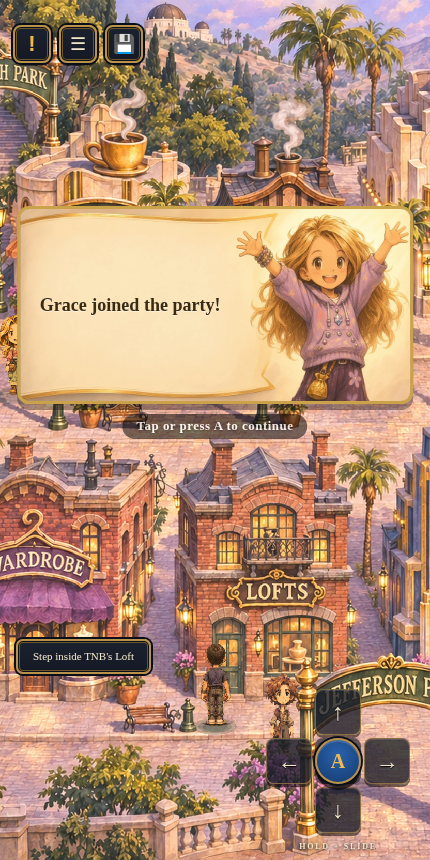 !
☰
H PARK
Grace joined the party!
Tap or press A to continue
WARDROBE
LOFTS
Step inside TNB's Loft
JEFFERSON P
↑
← A →
↓
HOLD · SLIDE